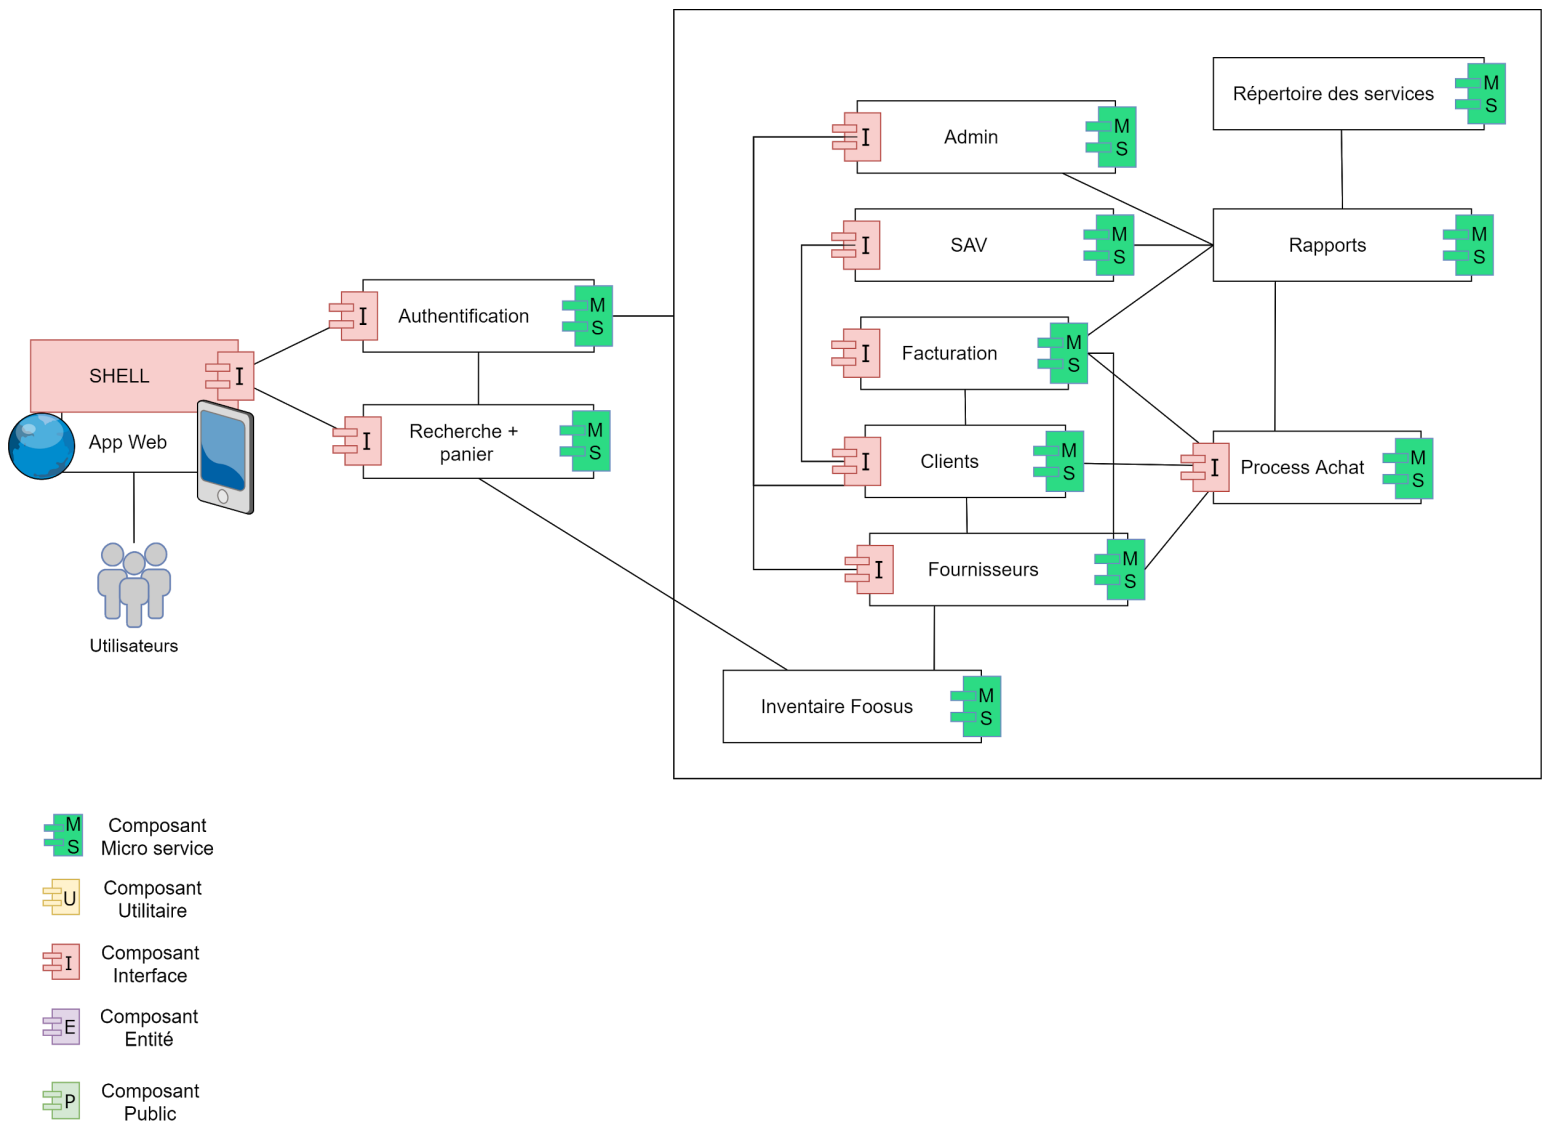 Répertoire des services
M
S
Admin
I
M
S
SAV
I
M
S
Rapports
M
S
Authentification
I
M
S
Facturation
I
M
S
SHELL
I
App Web
Recherche +
panier
I
M
S
Clients
I
M
S
Process Achat
I
M
S
Fournisseurs
I
M
S
Utilisateurs
Inventaire Foosus
M
S
M
S
Composant
Micro service
U
Composant
Utilitaire
I
Composant
Interface
E
Composant
Entité
P
Composant
Public